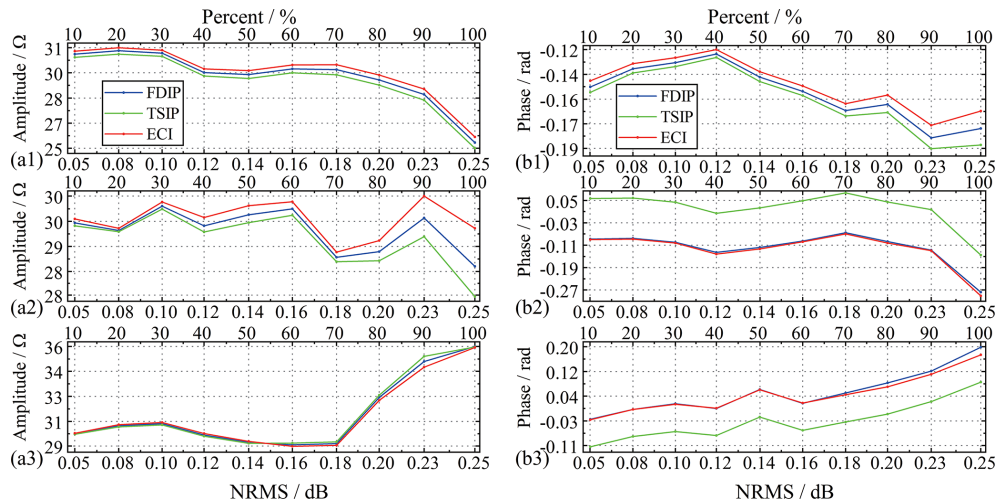 Percent / %
10 20 30 40 50 60 70 80 90 100
Amplitude / Ω
31
30
28
27
25
FDIP
TSIP
ECI
(a1)
0.05 0.08 0.10 0.12 0.14 0.16 0.18 0.20 0.23 0.25
10 20 30 40 50 60 70 80 90 100
Amplitude / Ω
30
30
29
28
(a2)
0.05 0.08 0.10 0.12 0.14 0.16 0.18 0.20 0.23 0.25
10 20 30 40 50 60 70 80 90 100
Amplitude / Ω
36
34
31
29
(a3)
0.05 0.08 0.10 0.12 0.14 0.16 0.18 0.20 0.23 0.25
NRMS / dB
Percent / %
10 20 30 40 50 60 70 80 90 100
Phase / rad
-0.12
-0.14
-0.16
-0.17
-0.19
FDIP
TSIP
ECI
(b1)
0.05 0.08 0.10 0.12 0.14 0.16 0.18 0.20 0.23 0.25
10 20 30 40 50 60 70 80 90 100
Phase / rad
0.05
-0.03
-0.11
-0.19
-0.27
(b2)
0.05 0.08 0.10 0.12 0.14 0.16 0.18 0.20 0.23 0.25
10 20 30 40 50 60 70 80 90 100
Phase / rad
0.20
0.12
0.04
-0.03
-0.11
(b3)
0.05 0.08 0.10 0.12 0.14 0.16 0.18 0.20 0.23 0.25
NRMS / dB